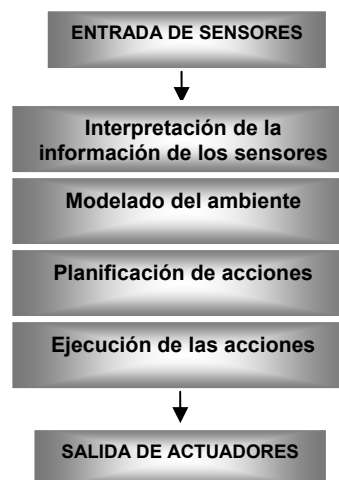 ENTRADA DE SENSORES
Interpretación de la
información de los sensores
Modelado del ambiente
Planificación de acciones
Ejecución de las acciones
SALIDA DE ACTUADORES